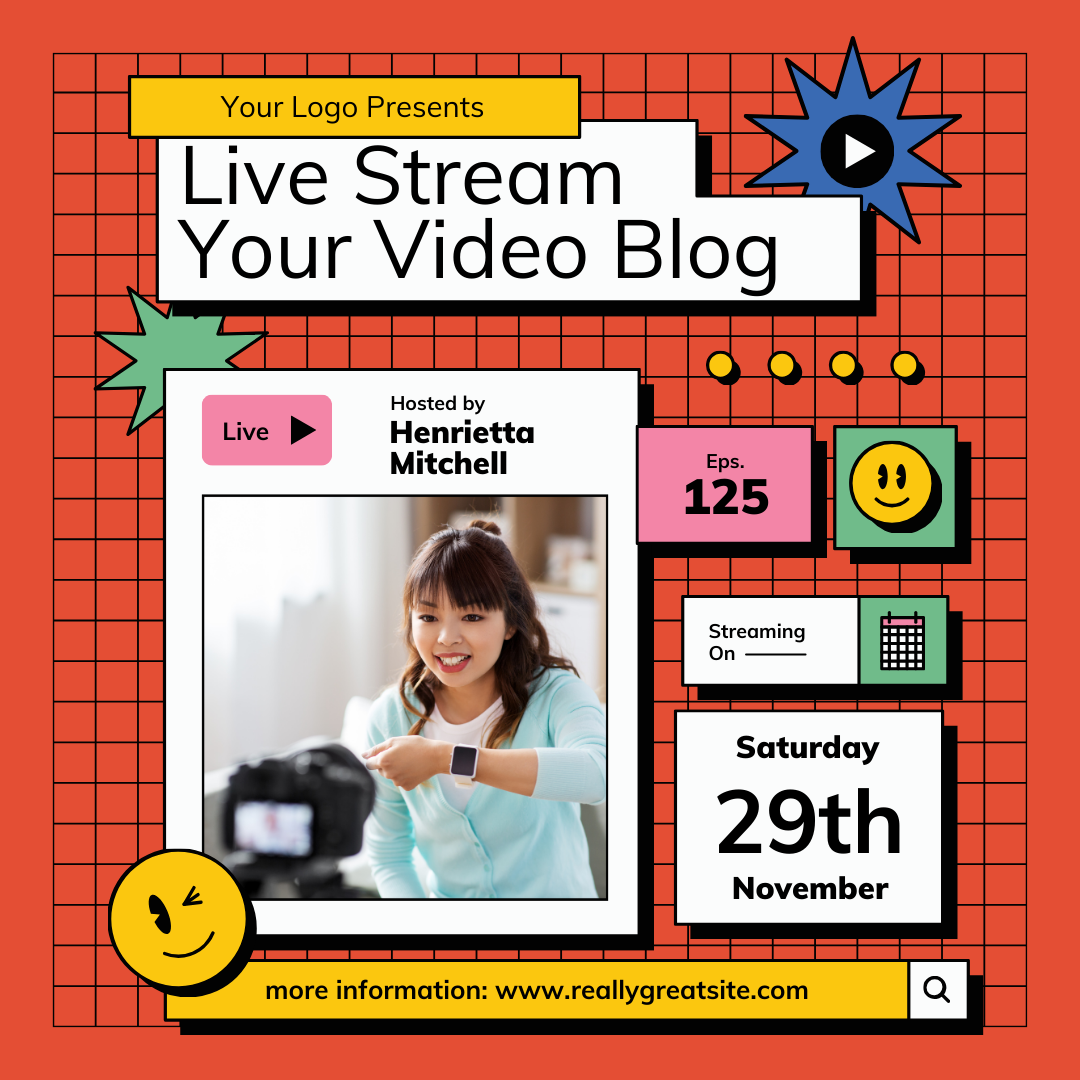 Your Logo Presents
Live Stream
Your Video Blog
Live
Hosted by
Henrietta
Mitchell
Eps.
125
Streaming
On
Saturday
29th
November
more information: www.reallygreatsite.com